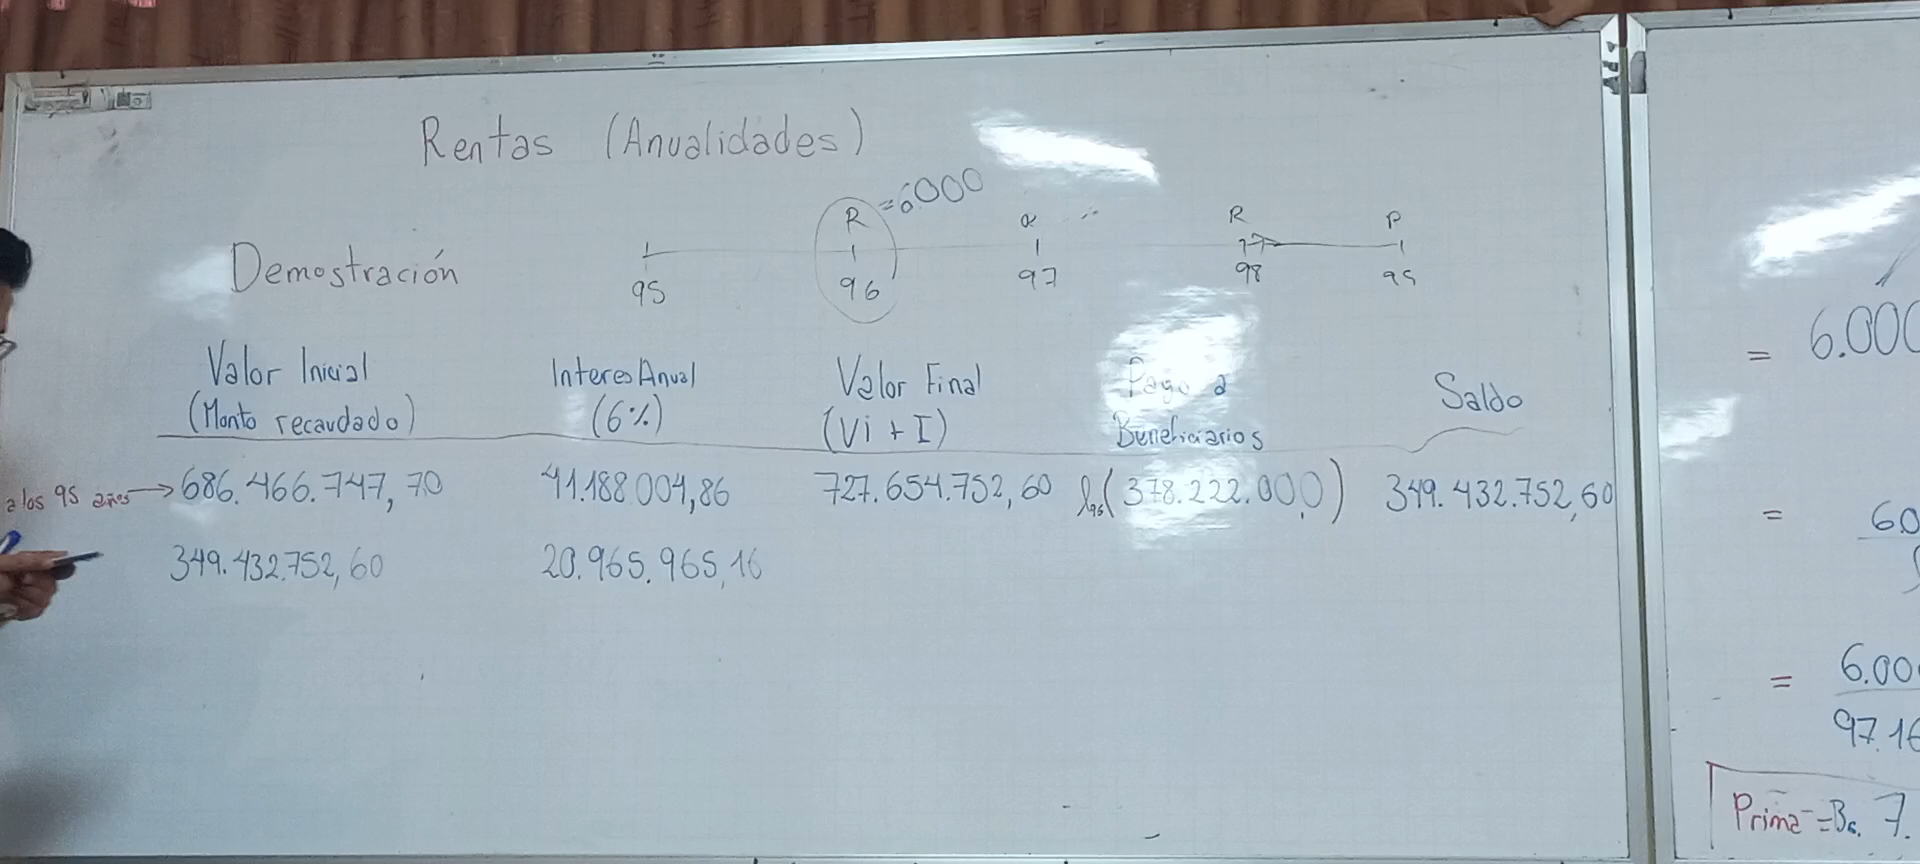 Rentas (Anualidades)
R = 6.000
R
R
P
Demostración
95
96
97
98
99
Valor Inicial
(Monto recaudado)
Interes Anual
(6%)
Valor Final
(Vi + I)
Pago a
Beneficiarios
Saldo
a los 95 años → 686.466.747,70
41.188.004,86
727.654.752,60
(378.222.000,0)
349.432.752,60
349.432.752,60
20.965.965,16
= 6.000
=
=
6.00
97.16
Prima = Bs. 7.